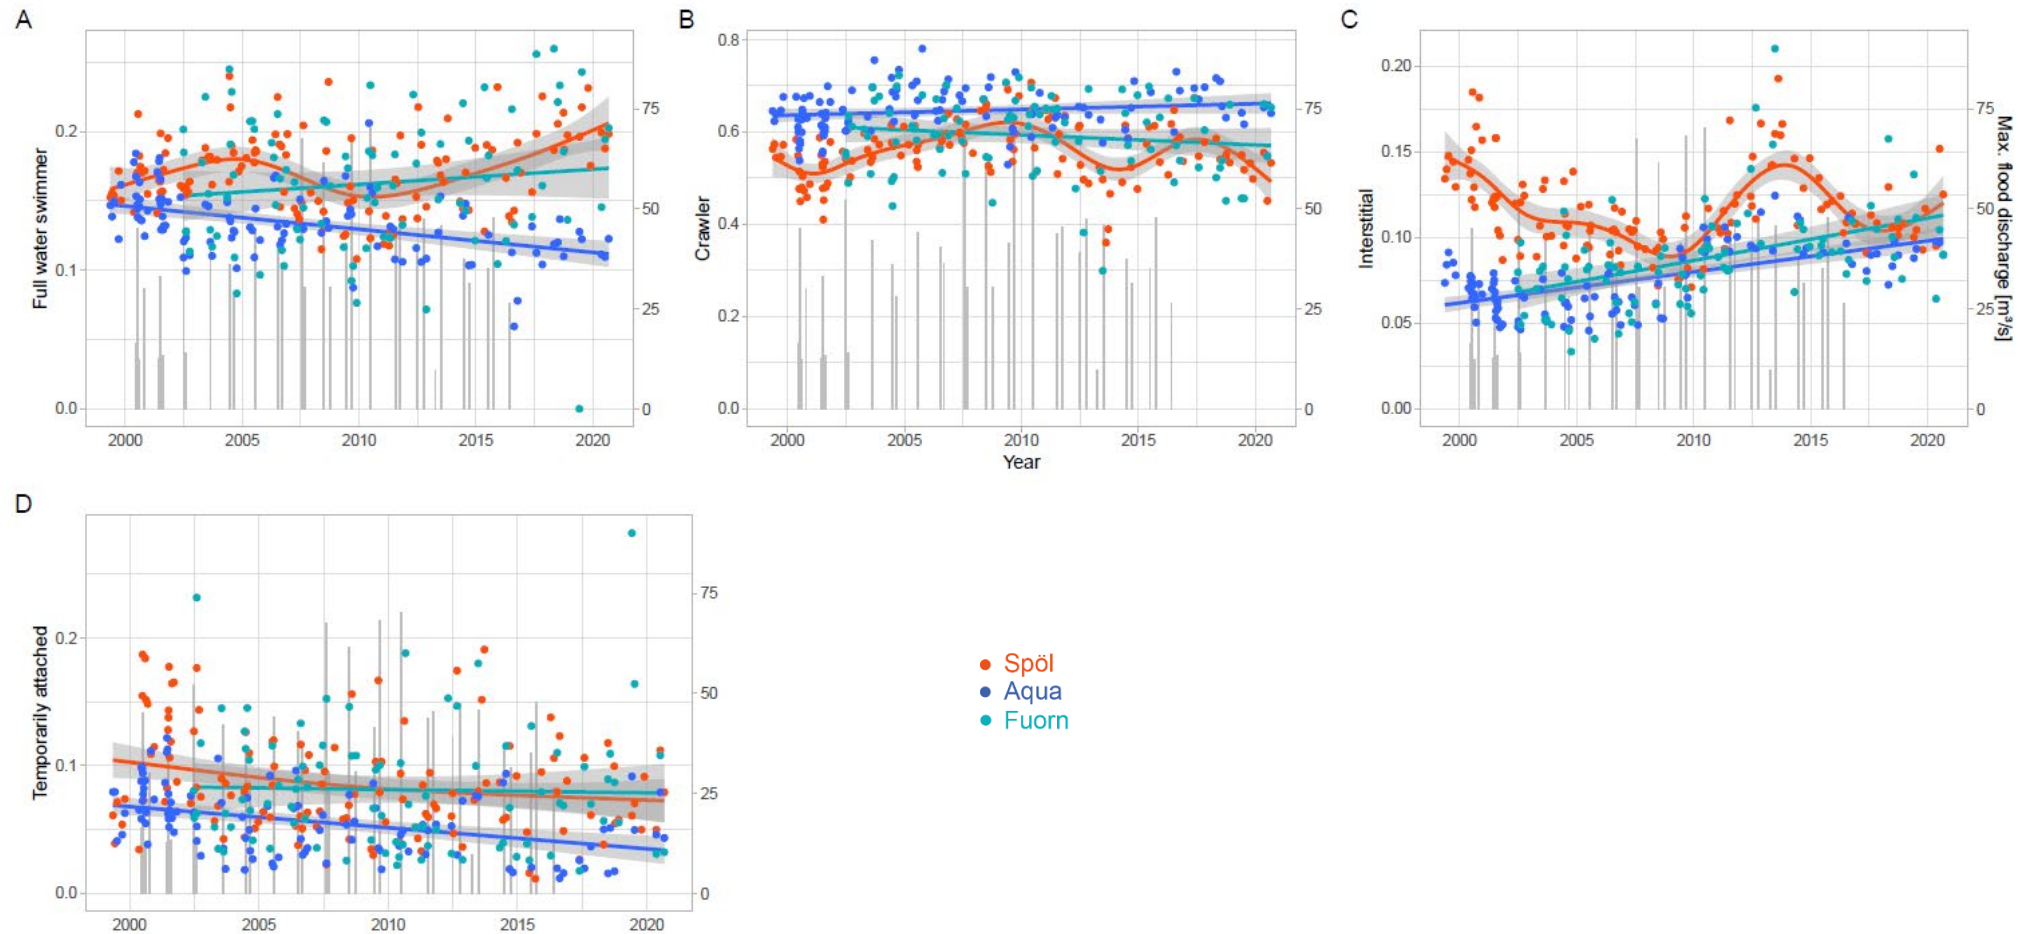 A
Full water swimmer
0.2
0.1
0.0
75
50
25
0
2000 2005 2010 2015 2020
B
Crawler
0.8
0.6
0.4
0.2
0.0
75
50
25
0
2000 2005 2010 2015 2020
Year
C
Interstitial
0.20
0.15
0.10
0.05
0.00
75
50
25
0
Max. flood discharge [m³/s]
2000 2005 2010 2015 2020
D
Temporarily attached
0.2
0.1
0.0
75
50
25
0
2000 2005 2010 2015 2020
Spöl
Aqua
Fuorn